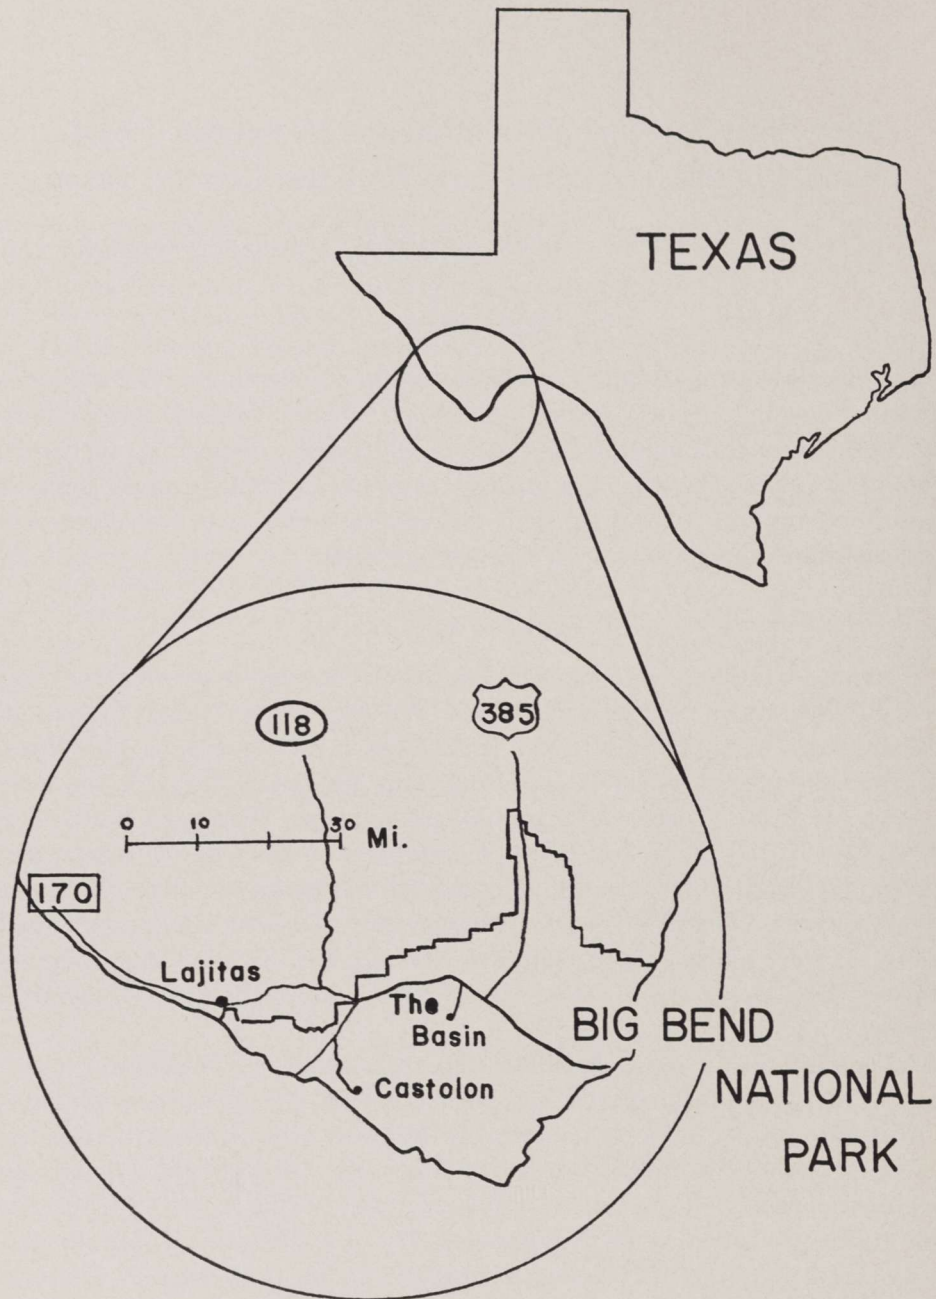 TEXAS
118
385
0 10 30 Mi.
170
Lajitas
The
Basin
Castolon
BIG BEND
NATIONAL
PARK